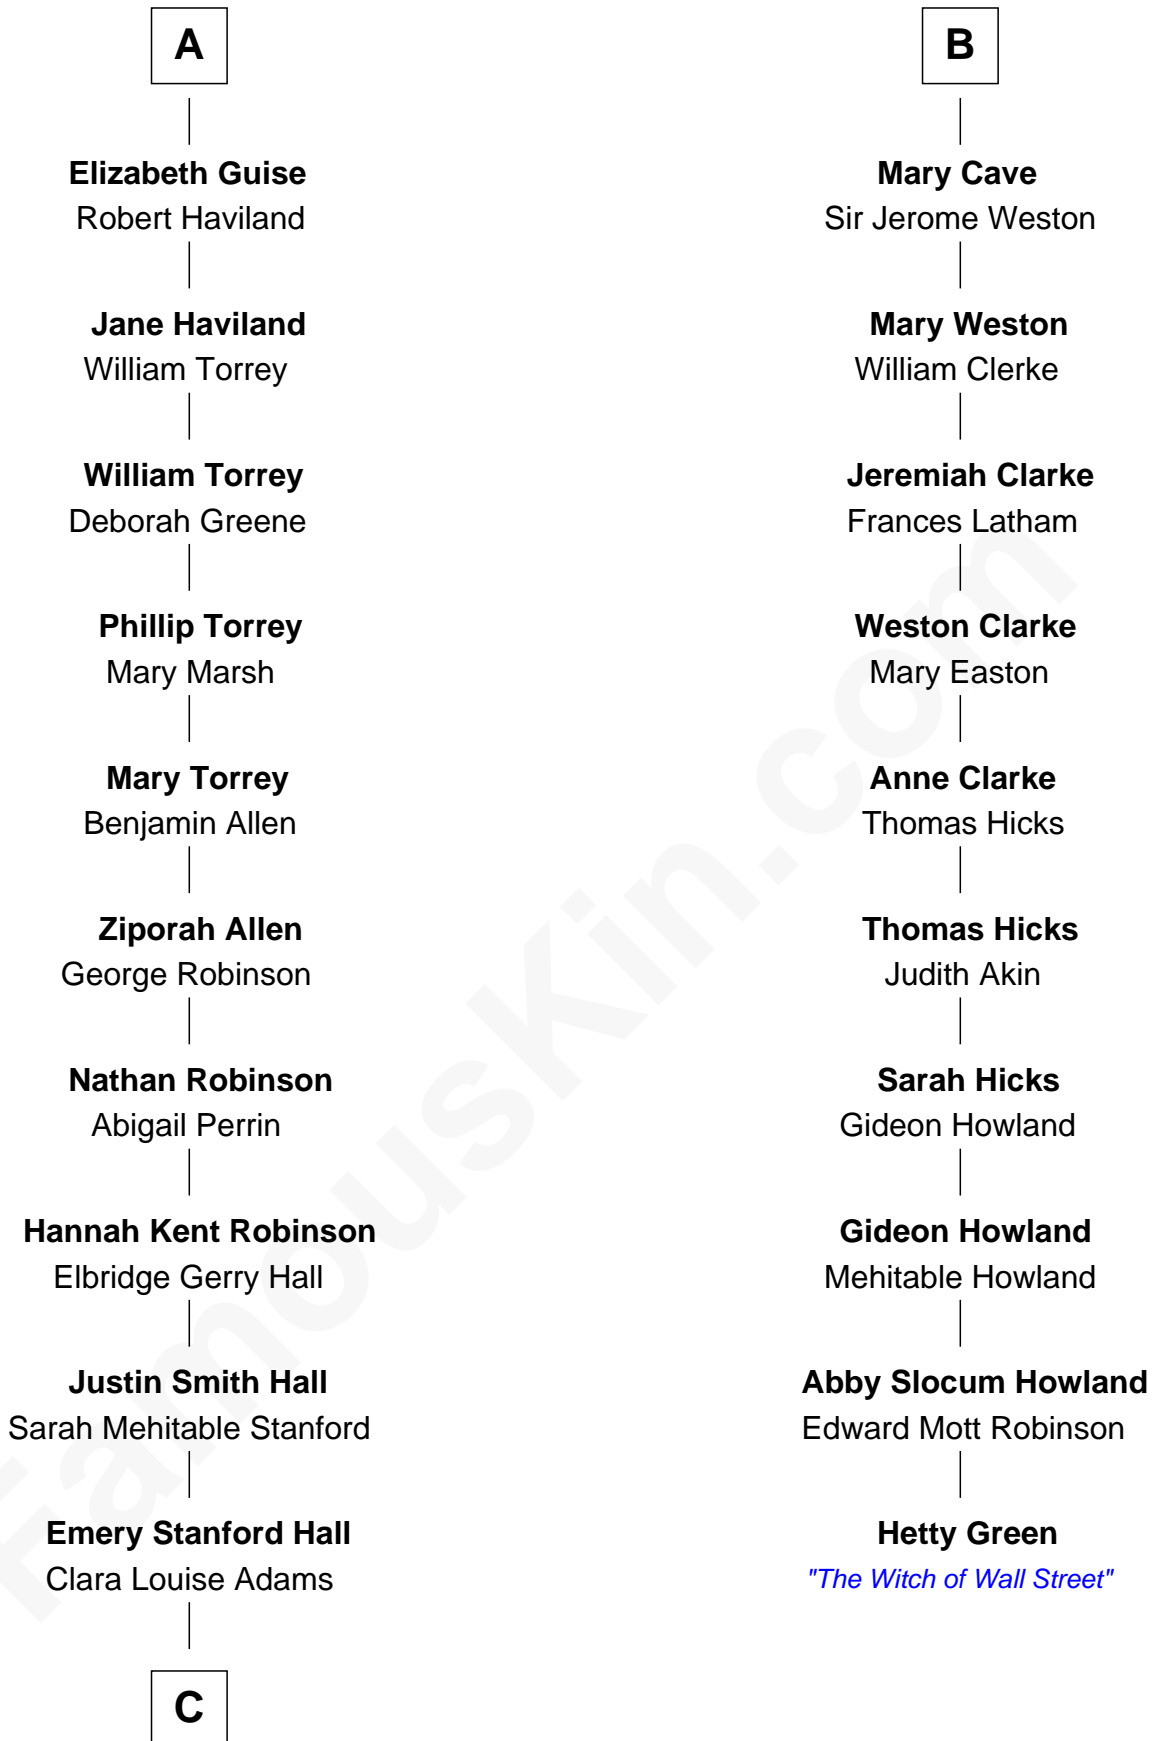 A
Elizabeth Guise
Robert Haviland
Jane Haviland
William Torrey
William Torrey
Deborah Greene
Phillip Torrey
Mary Marsh
Mary Torrey
Benjamin Allen
Ziporah Allen
George Robinson
Nathan Robinson
Abigail Perrin
Hannah Kent Robinson
Elbridge Gerry Hall
Justin Smith Hall
Sarah Mehitable Stanford
Emery Stanford Hall
Clara Louise Adams
C
B
Mary Cave
Sir Jerome Weston
Mary Weston
William Clerke
Jeremiah Clarke
Frances Latham
Weston Clarke
Mary Easton
Anne Clarke
Thomas Hicks
Thomas Hicks
Judith Akin
Sarah Hicks
Gideon Howland
Gideon Howland
Mehitable Howland
Abby Slocum Howland
Edward Mott Robinson
Hetty Green
"The Witch of Wall Street"
FamousKin.com